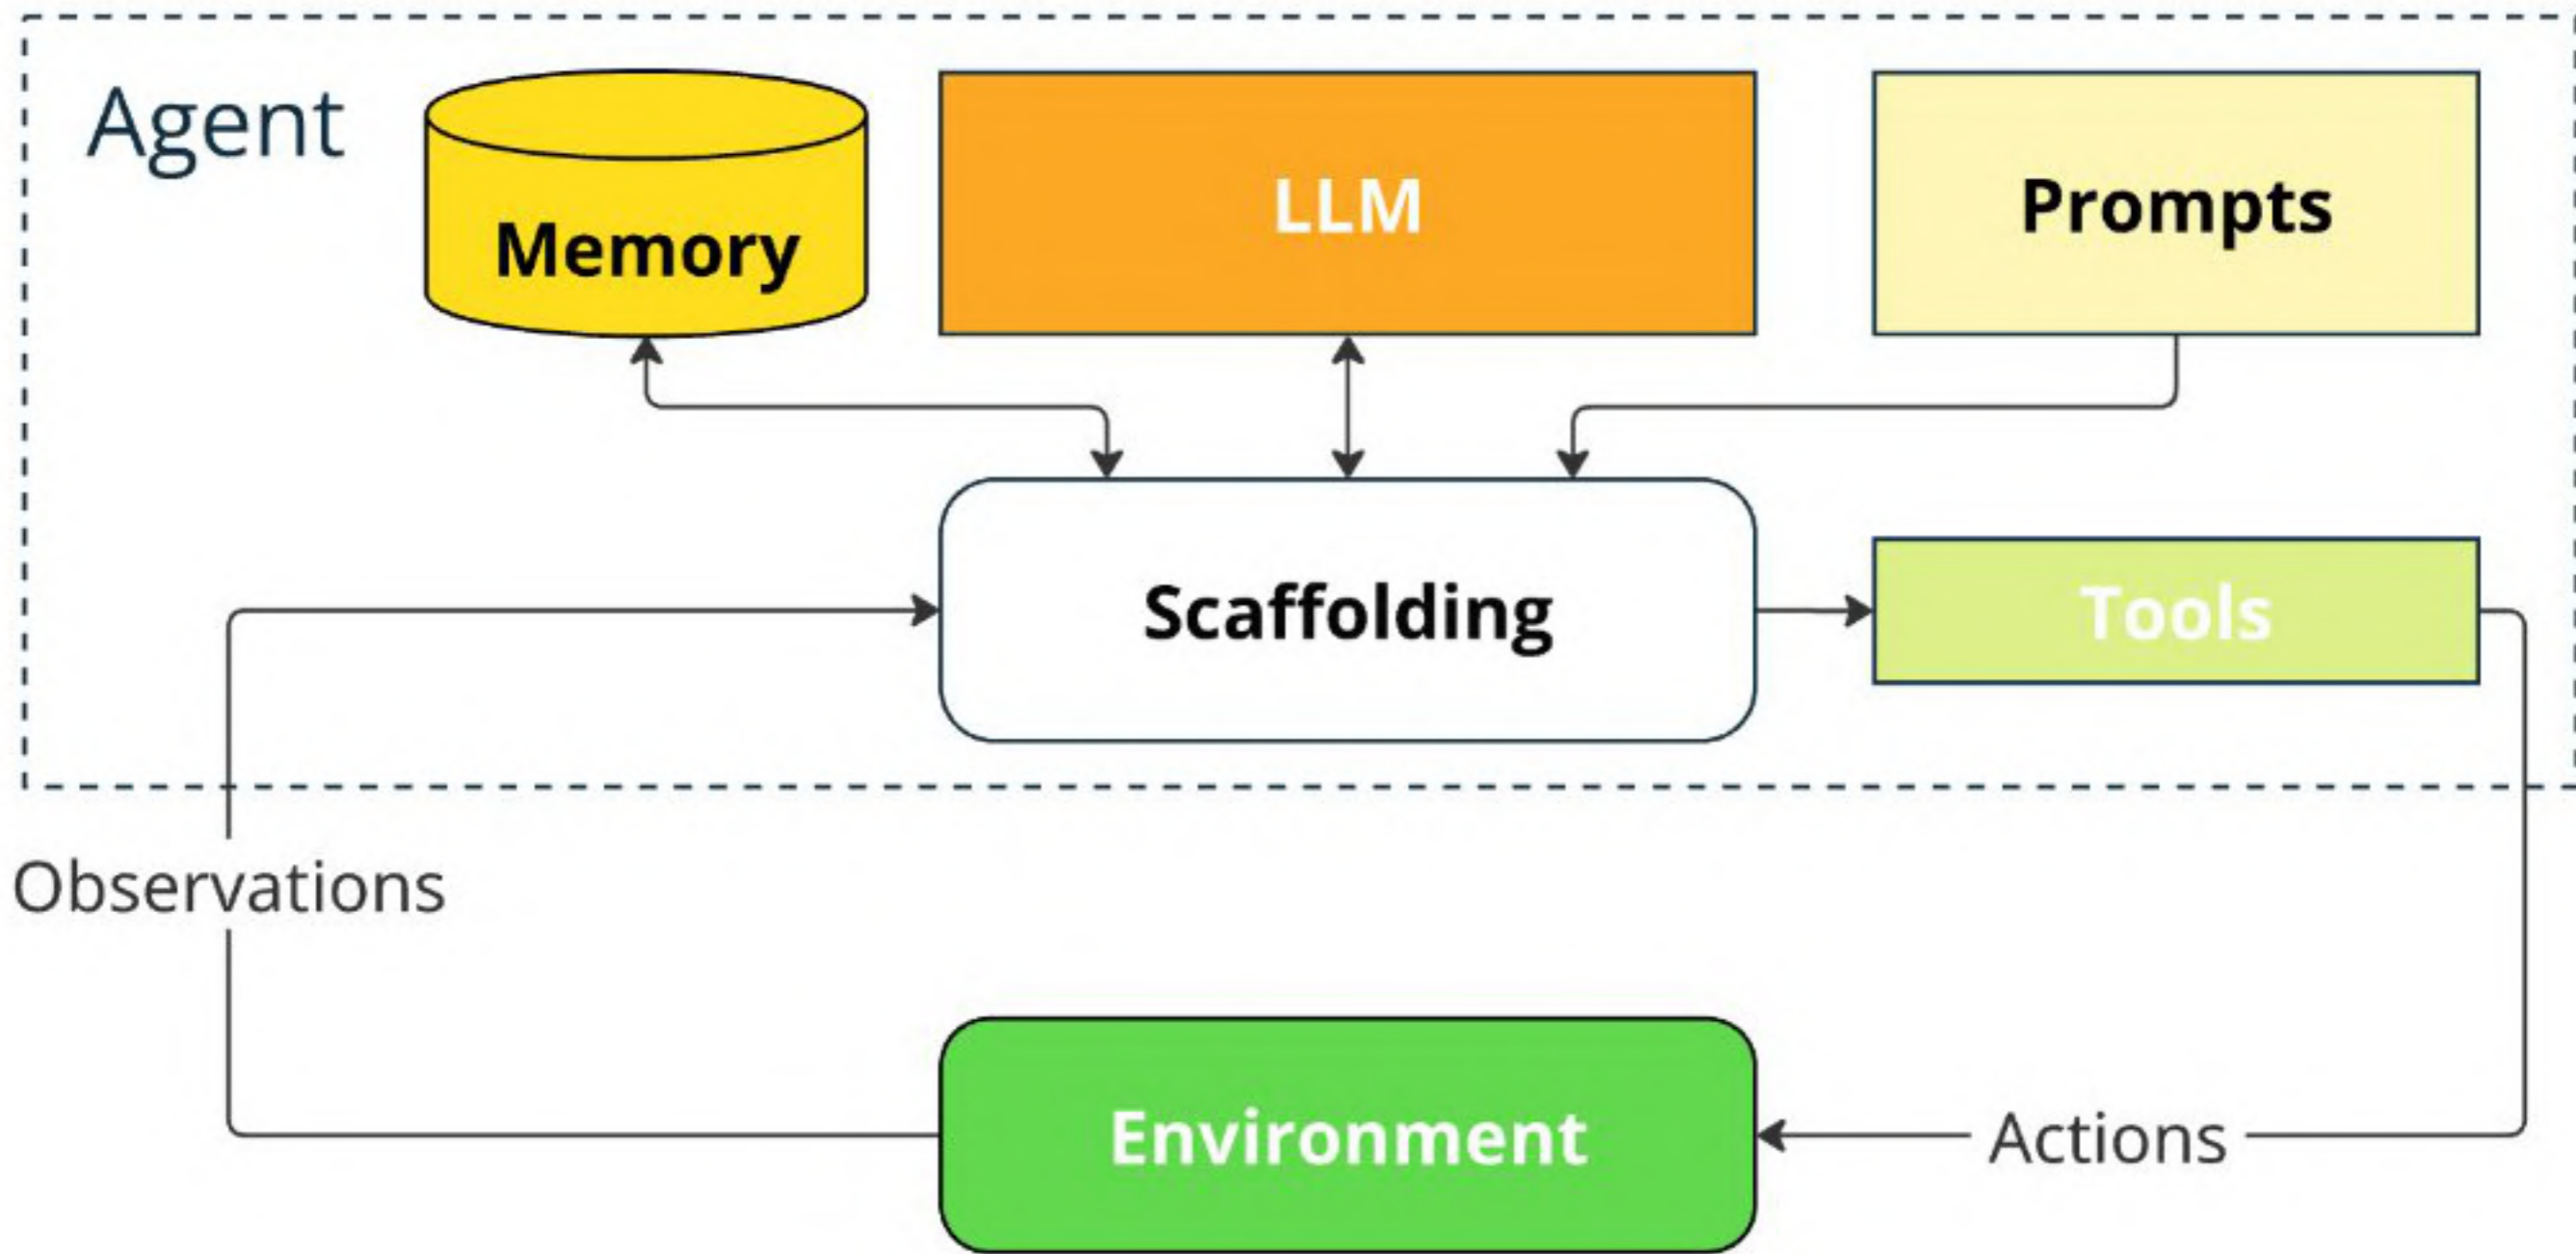 Agent
Memory
LLM
Prompts
Scaffolding
Tools
Observations
Environment
Actions